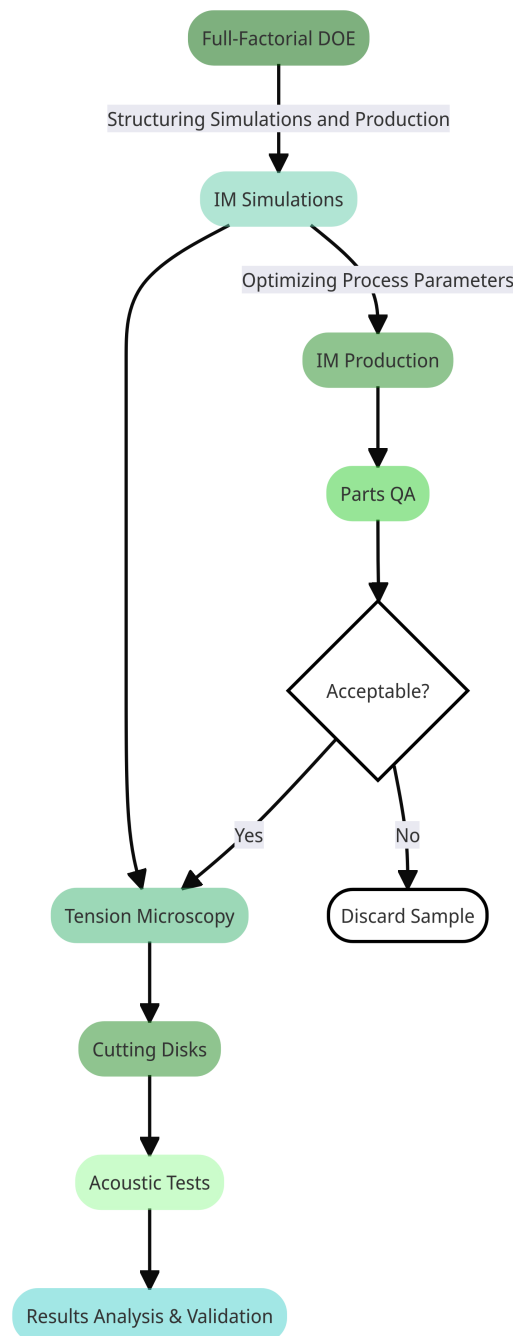 Full-Factorial DOE
Structuring Simulations and Production
IM Simulations
Optimizing Process Parameters
IM Production
Parts QA
Acceptable?
Yes
No
Tension Microscopy
Discard Sample
Cutting Disks
Acoustic Tests
Results Analysis & Validation